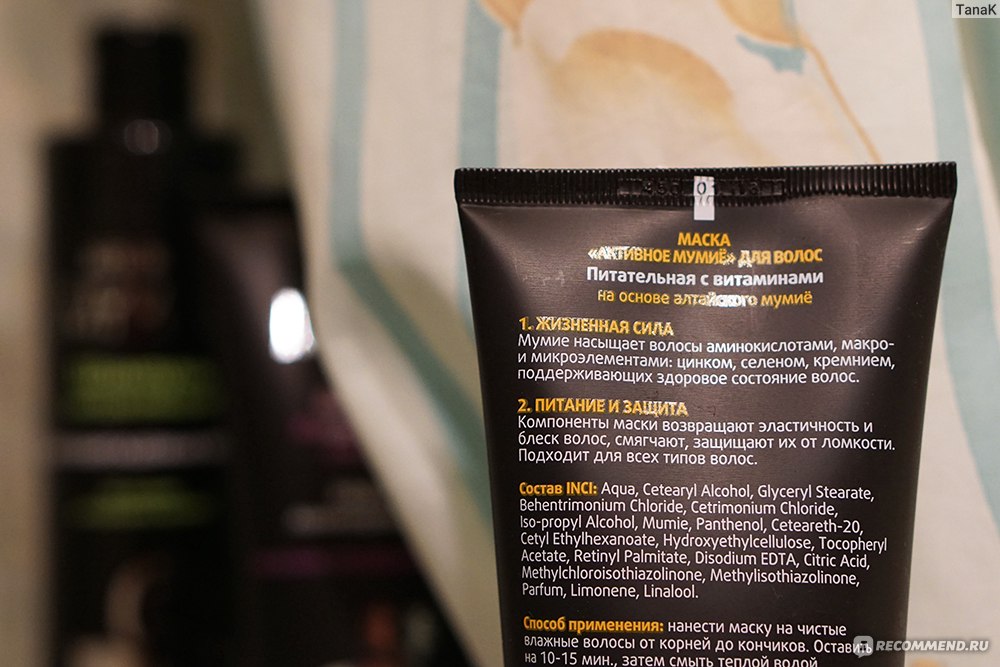 TanaK
МАСКА
«АКТИВНОЕ МУМИЁ» ДЛЯ ВОЛОС
Питательная с витаминами
на основе алтайского мумиё
1. ЖИЗНЕННАЯ СИЛА
Мумие насыщает волосы аминокислотами, макро-
и микроэлементами: цинком, селеном, кремнием,
поддерживающих здоровое состояние волос.
2. ПИТАНИЕ И ЗАЩИТА
Компоненты маски возвращают эластичность и
блеск волос, смягчают, защищают их от ломкости.
Подходит для всех типов волос.
Состав INCI: Aqua, Cetearyl Alcohol, Glyceryl Stearate,
Behentrimonium Chloride, Cetrimonium Chloride,
Iso-propyl Alcohol, Mumie, Panthenol, Ceteareth-20,
Cetyl Ethylhexanoate, Hydroxyethylcellulose, Tocopheryl
Acetate, Retinyl Palmitate, Disodium EDTA, Citric Acid,
Methylchloroisothiazolinone, Methylisothiazolinone,
Parfum, Limonene, Linalool.
Способ применения: нанести маску на чистые
влажные волосы от корней до кончиков. Оставить
на 10-15 мин., затем смыть теплой водой
RECOMMEND.RU